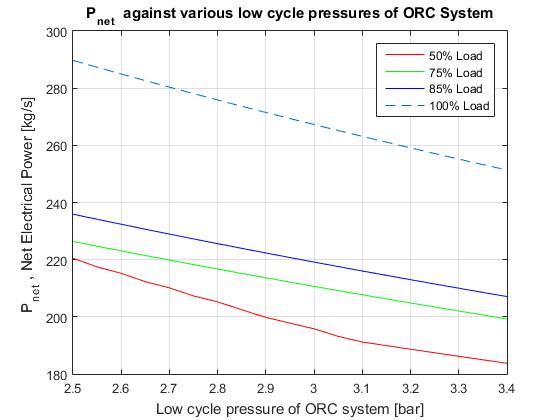 P_net against various low cycle pressures of ORC System
300
280
260
240
220
200
180
P_net , Net Electrical Power [kg/s]
50% Load
75% Load
85% Load
100% Load
2.5 2.6 2.7 2.8 2.9 3 3.1 3.2 3.3 3.4
Low cycle pressure of ORC system [bar]